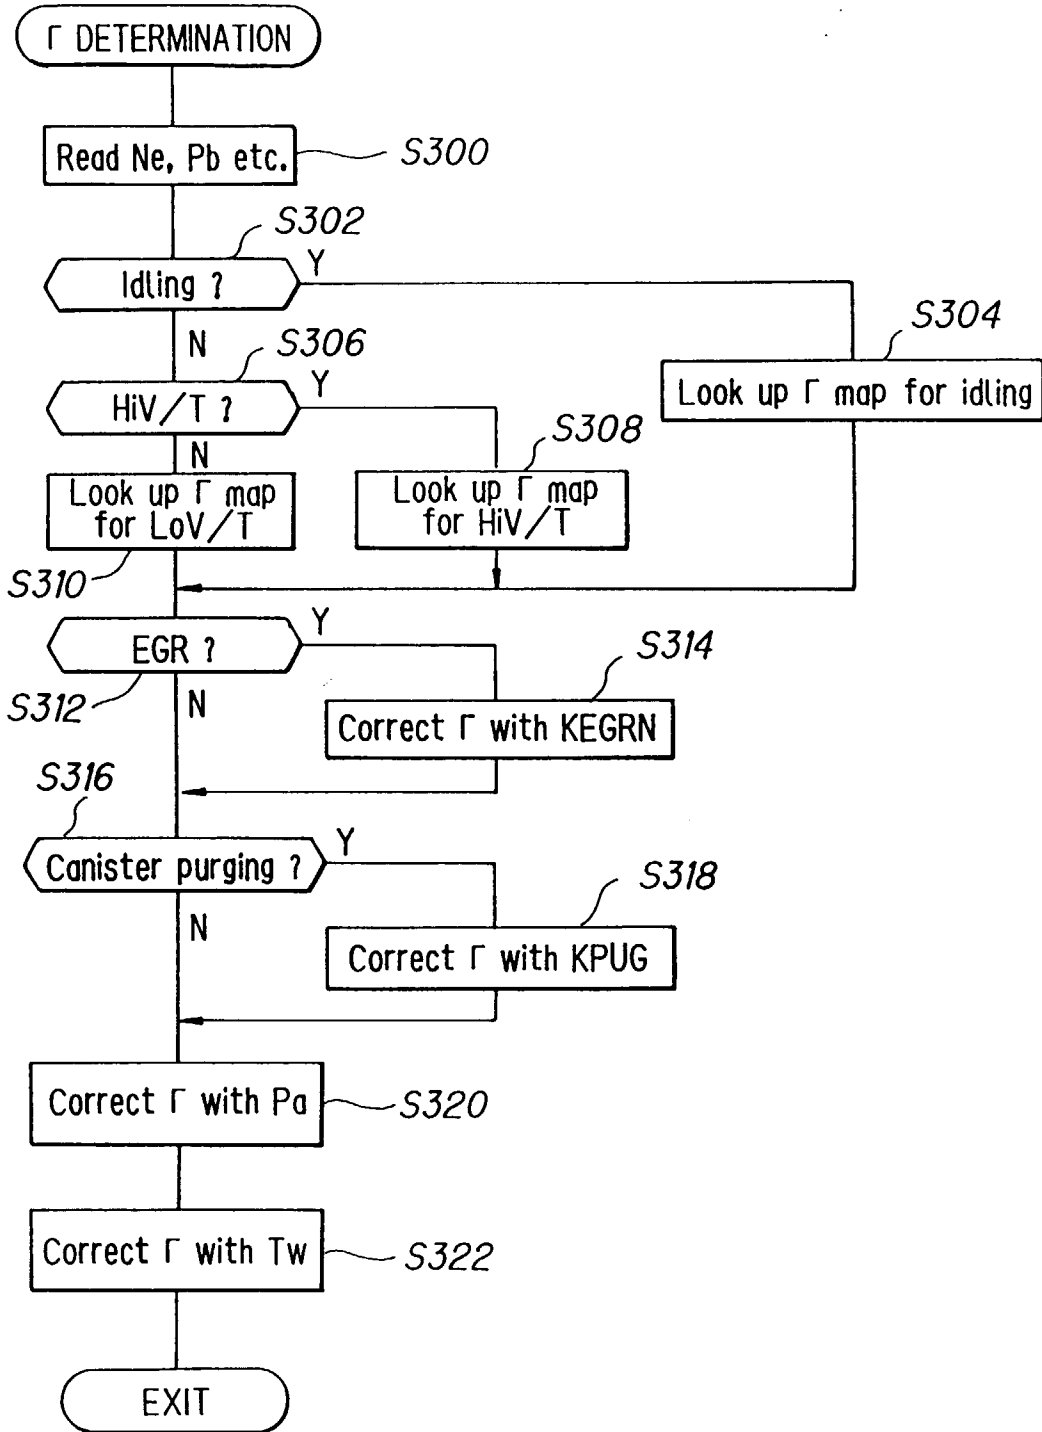 Γ DETERMINATION
Read Ne, Pb etc.
S300
S302
Idling ?
Y
N
S304
Look up Γ map for idling
S306
HiV/T ?
Y
N
S308
Look up Γ map
for HiV/T
Look up Γ map
for LoV/T
S310
EGR ?
Y
S312
N
S314
Correct Γ with KEGRN
S316
Canister purging ?
Y
N
S318
Correct Γ with KPUG
Correct Γ with Pa
S320
Correct Γ with Tw
S322
EXIT